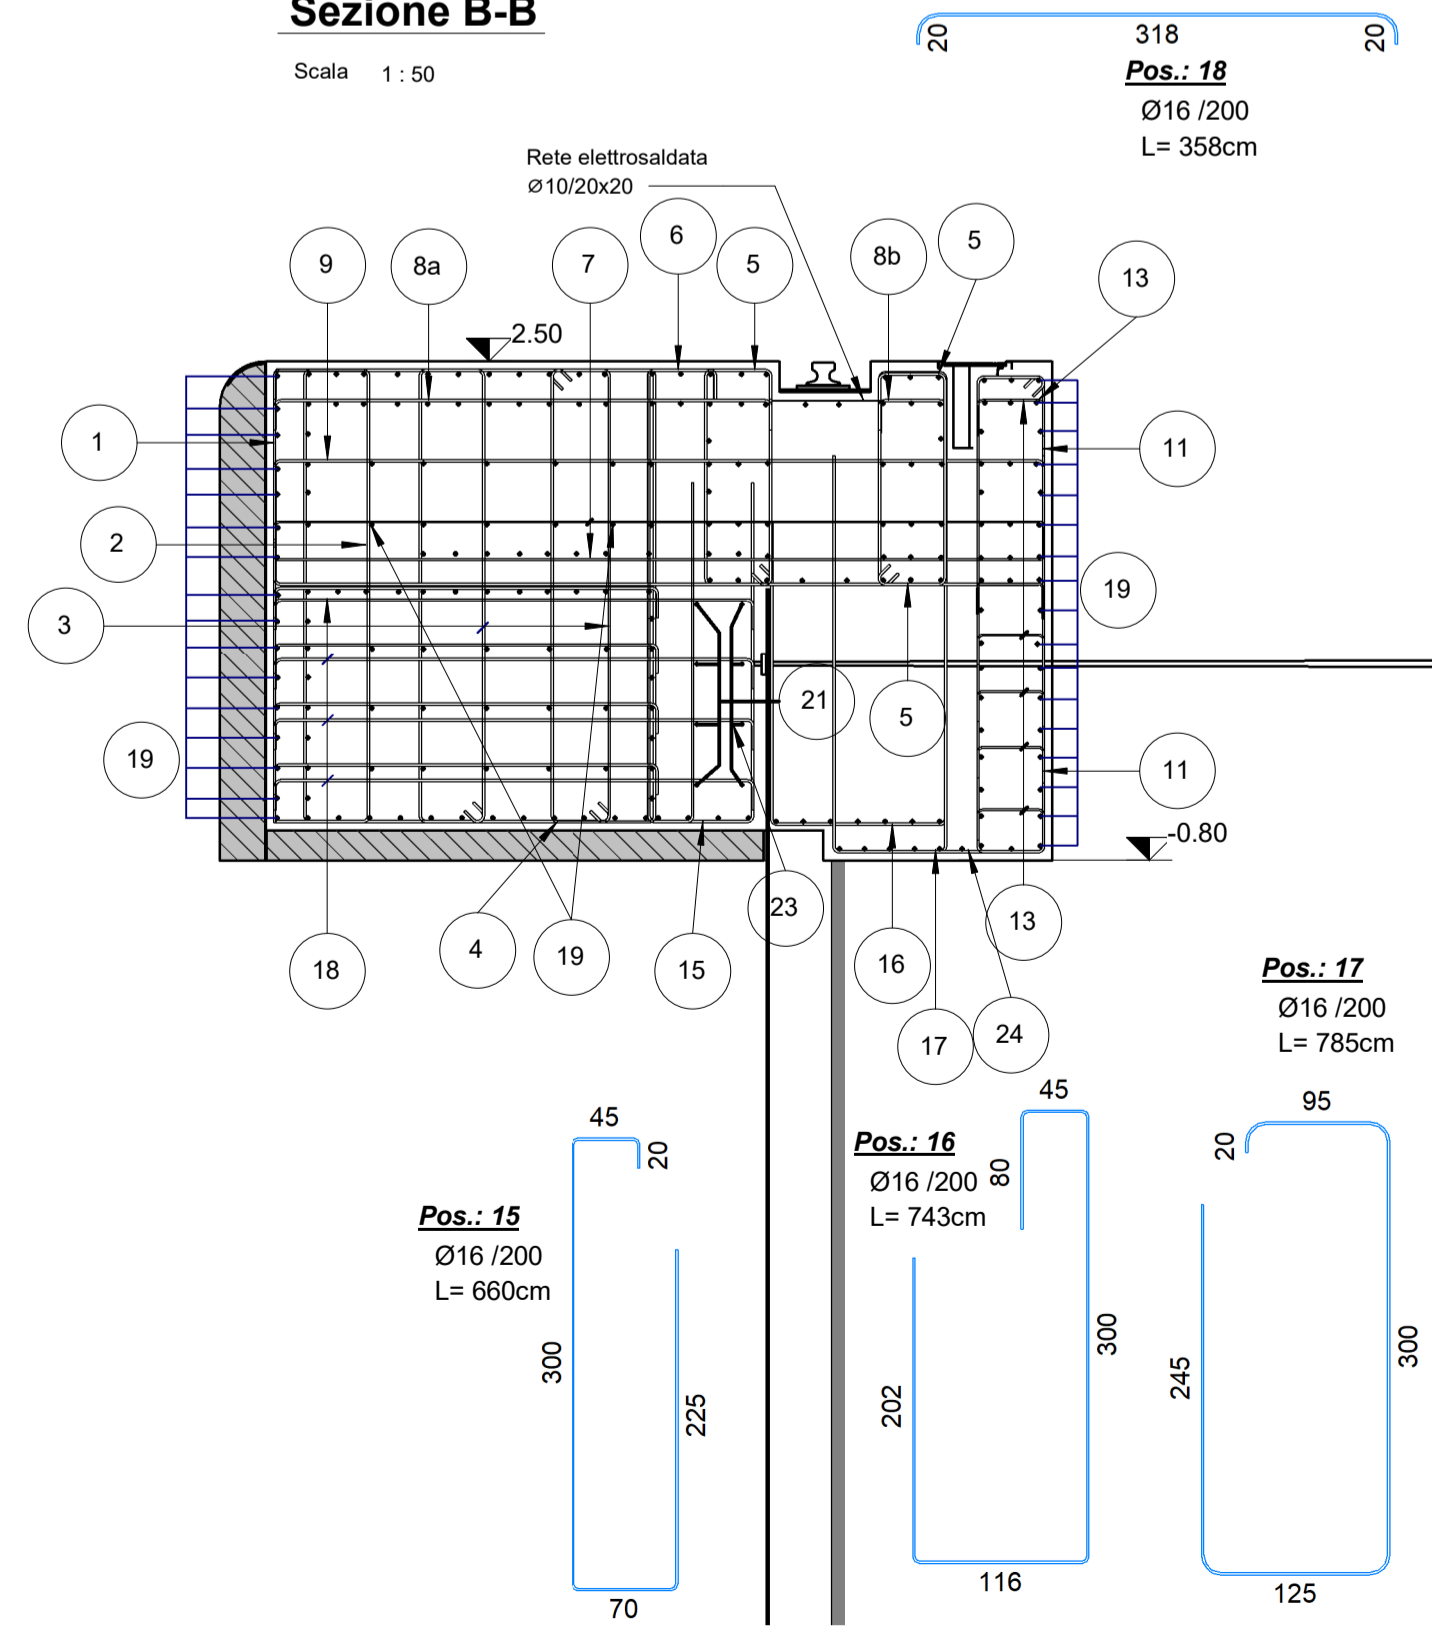 Sezione B-B
Scala 1 : 50
20 318 20
Pos.: 18
Ø16 /200
L= 358cm
Rete elettrosaldata
Ø10/20x20
9
8a
7
6
5
8b
5
13
2.50
1
11
2
3
19
19
21
5
11
-0.80
23
13
18
4
19
15
16
17
24
Pos.: 17
Ø16 /200
L= 785cm
45
20
Pos.: 15
Ø16 /200
L= 660cm
300
225
70
45
Pos.: 16
Ø16 /200
L= 743cm
80
300
202
116
95
20
245
300
125